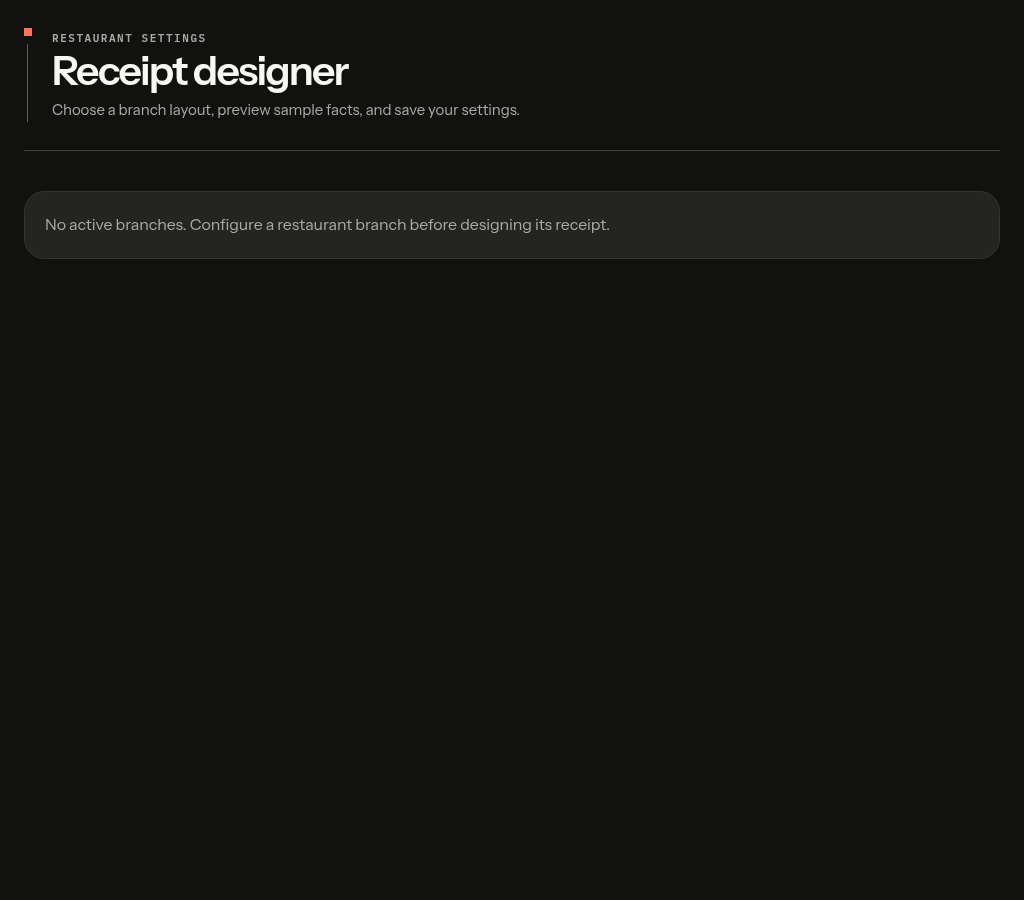 RESTAURANT SETTINGS
Receipt designer
Choose a branch layout, preview sample facts, and save your settings.
No active branches. Configure a restaurant branch before designing its receipt.